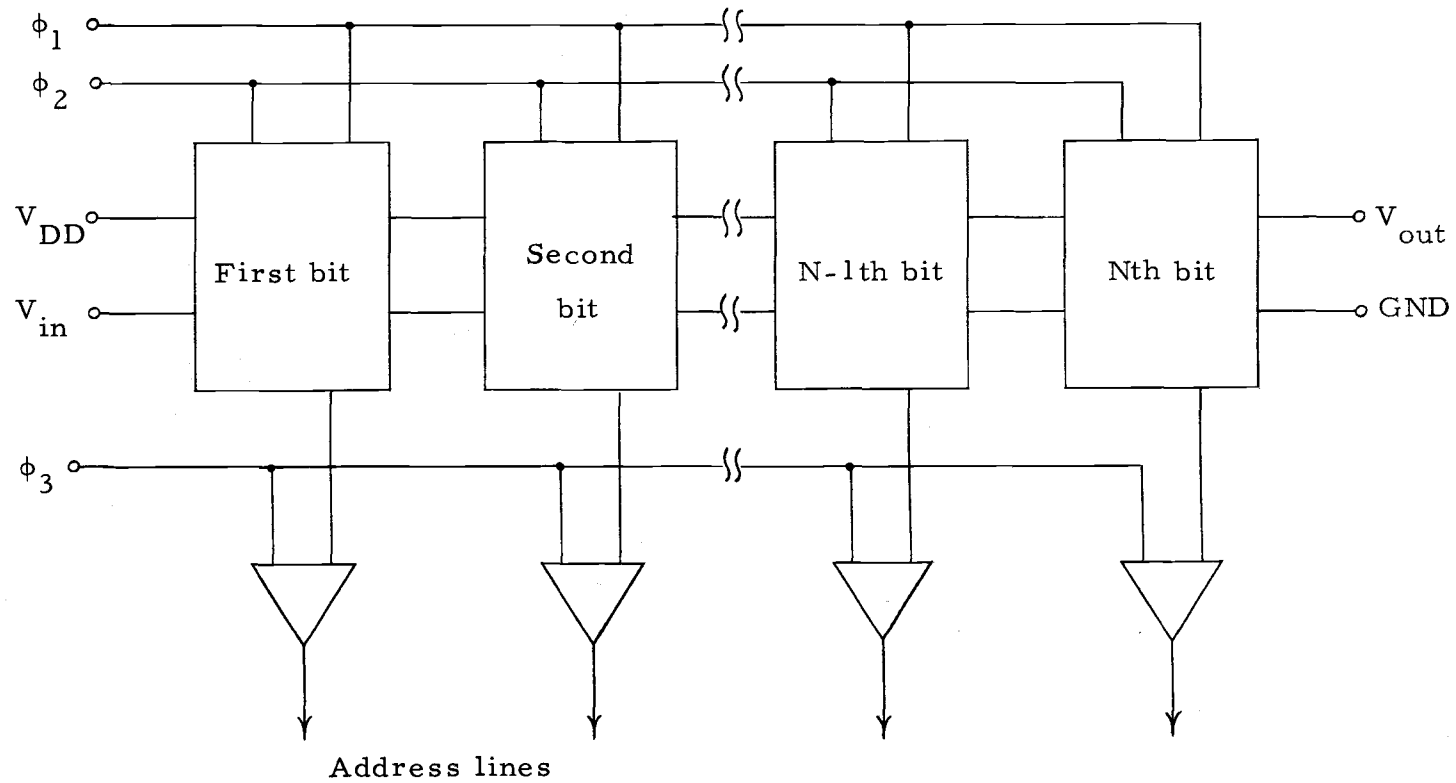 ϕ1
ϕ2
VDD
Vin
First bit
Second
bit
N-1th bit
Nth bit
Vout
GND
ϕ3
Address lines